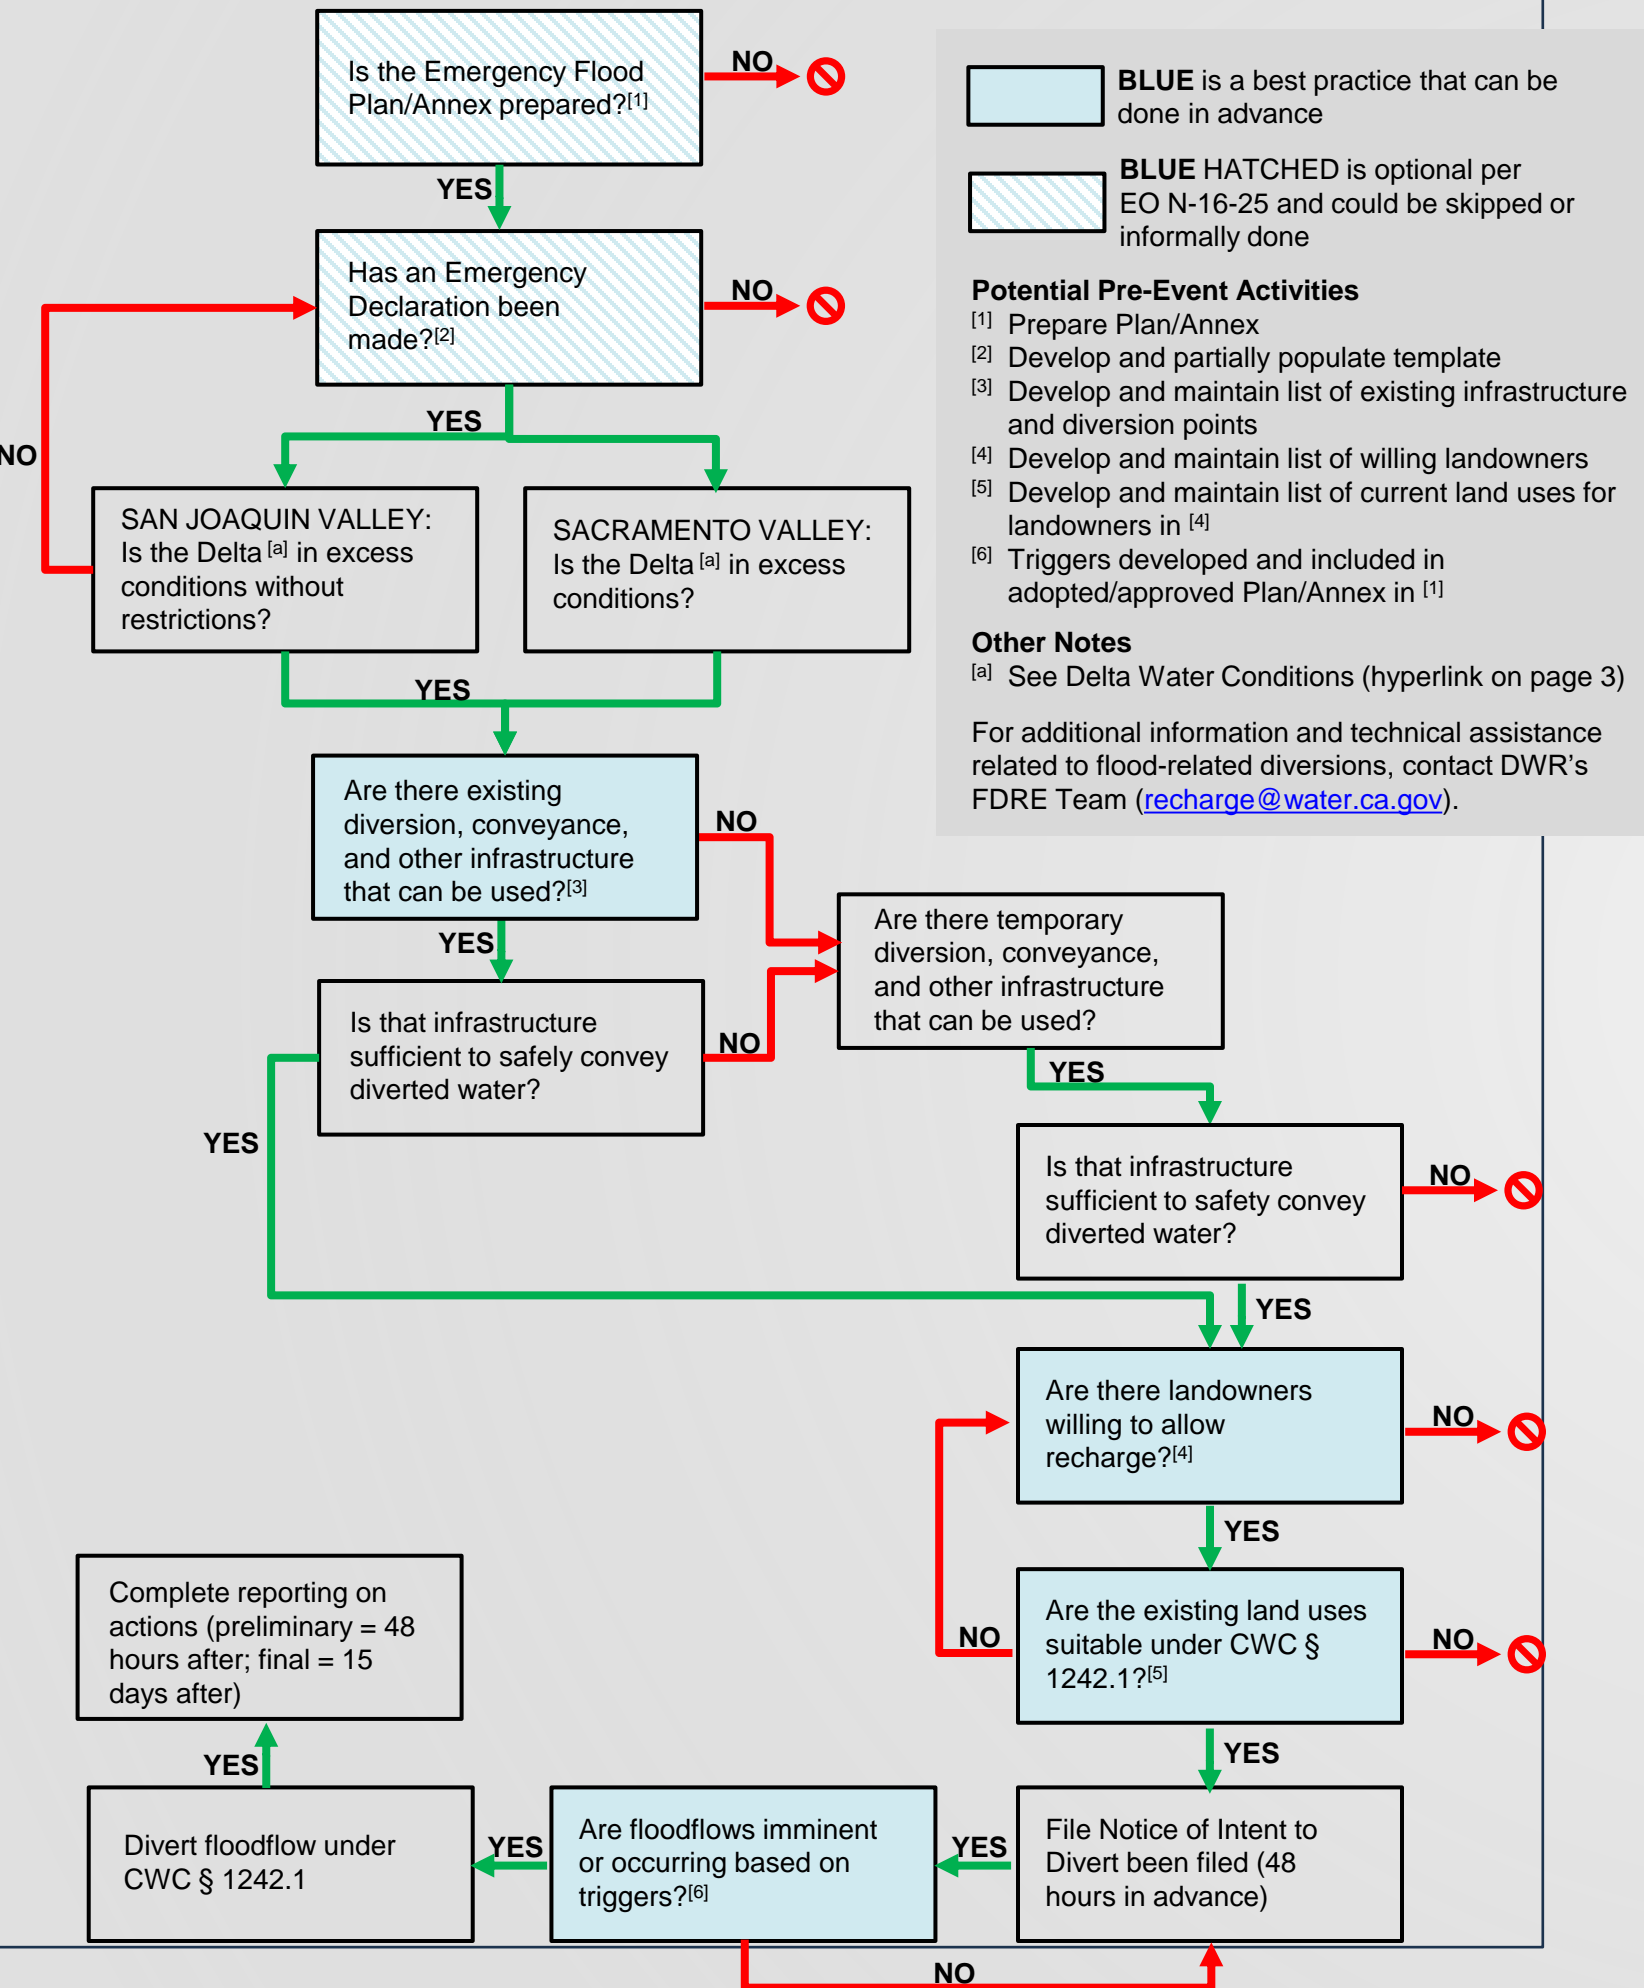 Is the Emergency Flood
Plan/Annex prepared?[1]
NO
YES
Has an Emergency
Declaration been
made?[2]
NO
YES
NO
SAN JOAQUIN VALLEY:
Is the Delta [a] in excess
conditions without
restrictions?
SACRAMENTO VALLEY:
Is the Delta [a] in excess
conditions?
YES
BLUE is a best practice that can be
done in advance
BLUE HATCHED is optional per
EO N-16-25 and could be skipped or
informally done
Potential Pre-Event Activities
[1] Prepare Plan/Annex
[2] Develop and partially populate template
[3] Develop and maintain list of existing infrastructure
and diversion points
[4] Develop and maintain list of willing landowners
[5] Develop and maintain list of current land uses for
landowners in [4]
[6] Triggers developed and included in
adopted/approved Plan/Annex in [1]
Other Notes
[a] See Delta Water Conditions (hyperlink on page 3)
For additional information and technical assistance
related to flood-related diversions, contact DWR's
FDRE Team (recharge@water.ca.gov).
Are there existing
diversion, conveyance,
and other infrastructure
that can be used?[3]
NO
YES
Is that infrastructure
sufficient to safely convey
diverted water?
NO
YES
Are there temporary
diversion, conveyance,
and other infrastructure
that can be used?
YES
Is that infrastructure
sufficient to safety convey
diverted water?
NO
YES
Are there landowners
willing to allow
recharge?[4]
NO
YES
Are the existing land uses
suitable under CWC §
1242.1?[5]
NO
NO
YES
File Notice of Intent to
Divert been filed (48
hours in advance)
YES
Are floodflows imminent
or occurring based on
triggers?[6]
NO
YES
Divert floodflow under
CWC § 1242.1
YES
Complete reporting on
actions (preliminary = 48
hours after; final = 15
days after)